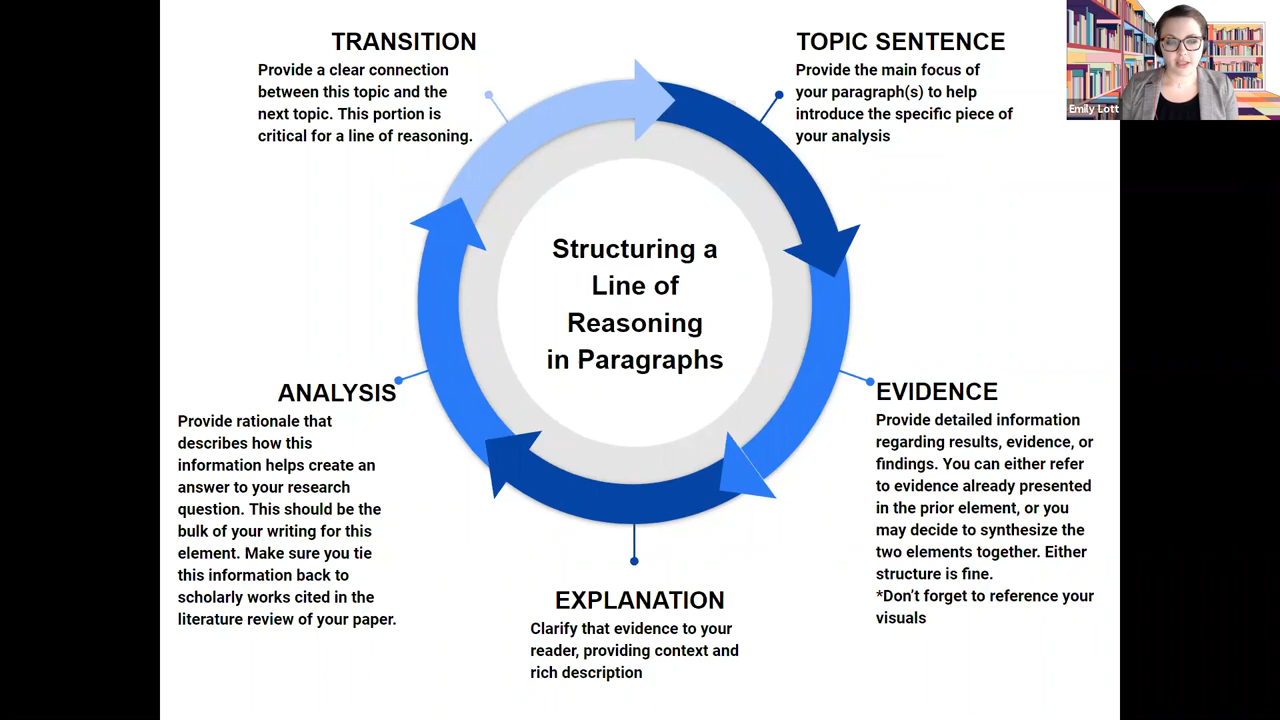 TRANSITION
Provide a clear connection
between this topic and the
next topic. This portion is
critical for a line of reasoning.
TOPIC SENTENCE
Provide the main focus of
your paragraph(s) to help
introduce the specific piece of
your analysis
Emily Lott
Structuring a
Line of
Reasoning
in Paragraphs
ANALYSIS
Provide rationale that
describes how this
information helps create an
answer to your research
question. This should be the
bulk of your writing for this
element. Make sure you tie
this information back to
scholarly works cited in the
literature review of your paper.
EVIDENCE
Provide detailed information
regarding results, evidence, or
findings. You can either refer
to evidence already presented
in the prior element, or you
may decide to synthesize the
two elements together. Either
structure is fine.
*Don't forget to reference your
visuals
EXPLANATION
Clarify that evidence to your
reader, providing context and
rich description